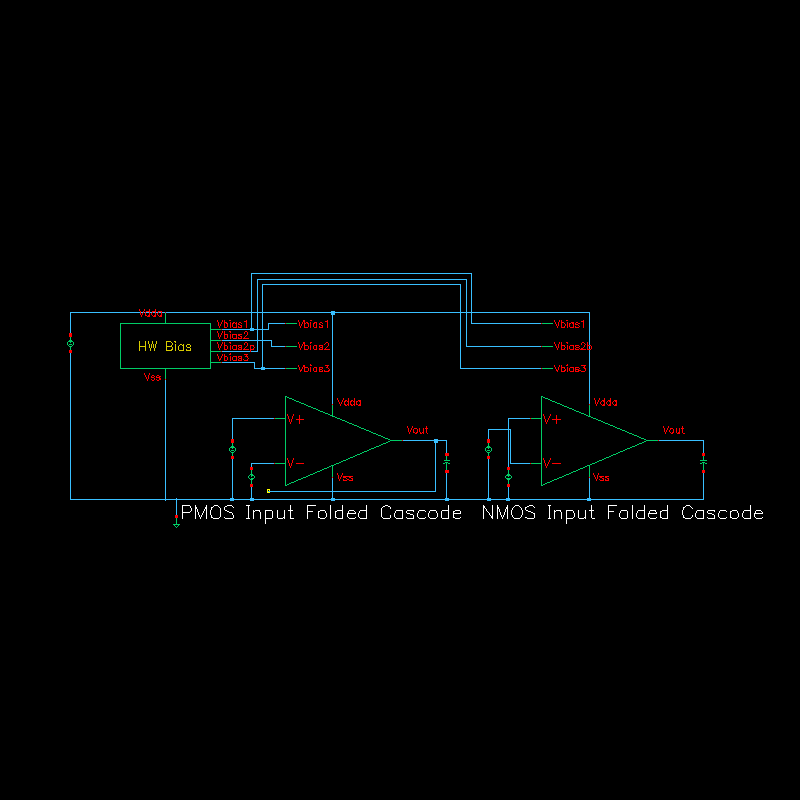 Vdda
HW Bias
Vbias1
Vbias2
Vbias2p
Vbias3
Vss
Vbias1
Vbias2
Vbias3
Vbias1
Vbias2b
Vbias3
Vdda
V+
V-
Vout
Vss
Vdda
V+
V-
Vout
Vss
PMOS Input Folded Cascode
NMOS Input Folded Cascode